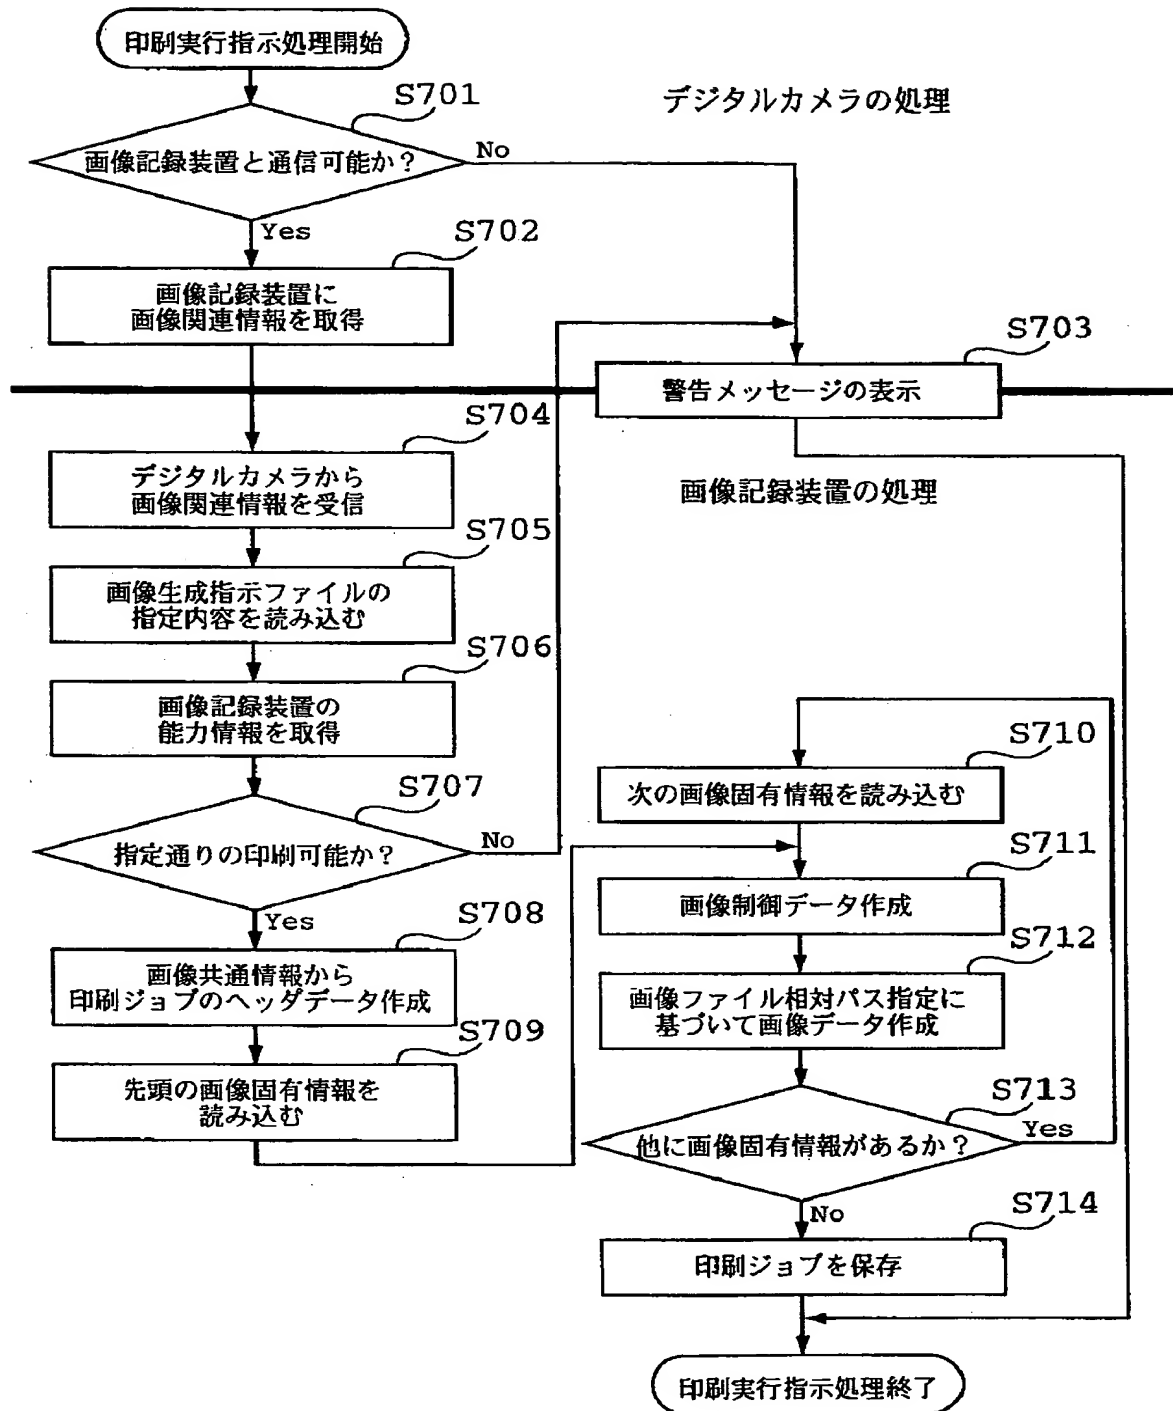 印刷実行指示処理開始
S701
デジタルカメラの処理
画像記録装置と通信可能か?
No
Yes
S702
画像記録装置に
画像関連情報を取得
S703
警告メッセージの表示
S704
デジタルカメラから
画像関連情報を受信
画像記録装置の処理
S705
画像生成指示ファイルの
指定内容を読み込む
S706
画像記録装置の
能力情報を取得
S707
指定通りの印刷可能か?
No
Yes
S708
画像共通情報から
印刷ジョブのヘッダデータ作成
S709
先頭の画像固有情報を
読み込む
S710
次の画像固有情報を読み込む
S711
画像制御データ作成
S712
画像ファイル相対パス指定に
基づいて画像データ作成
S713
他に画像固有情報があるか?
Yes
No
S714
印刷ジョブを保存
印刷実行指示処理終了